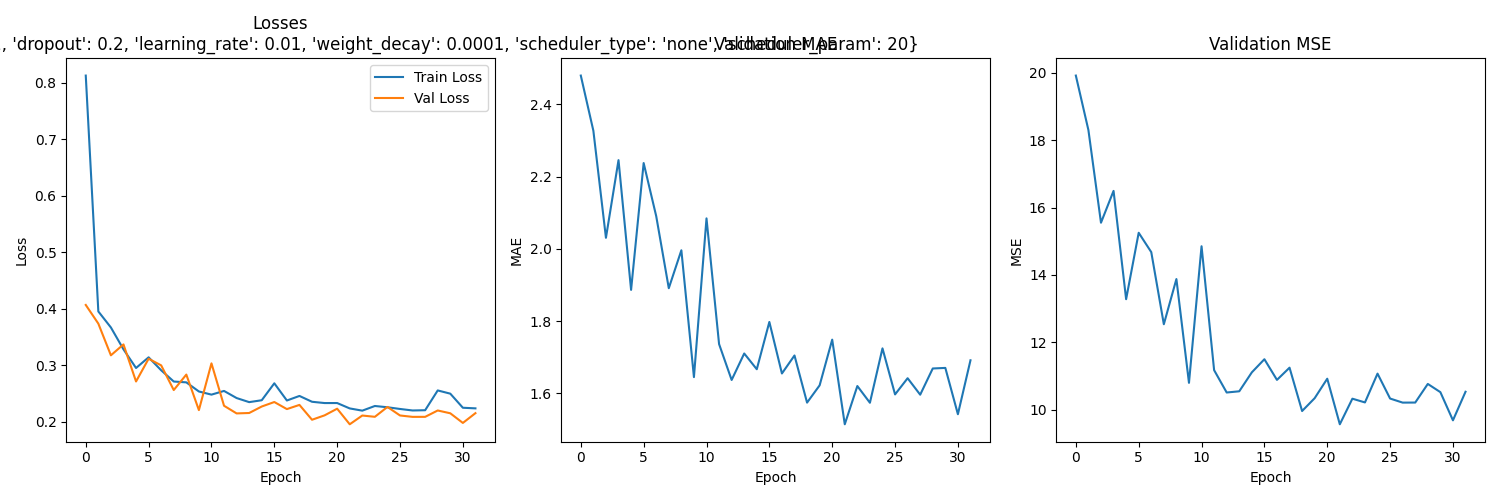 Losses
, 'dropout': 0.2, 'learning_rate': 0.01, 'weight_decay': 0.0001, 'scheduler_type': 'none', 'scheduler_param': 20}
Validation MAE
Validation MSE
Train Loss
Val Loss
Loss
0.8
0.7
0.6
0.5
0.4
0.3
0.2
0 5 10 15 20 25 30
Epoch
MAE
2.4
2.2
2.0
1.8
1.6
0 5 10 15 20 25 30
Epoch
MSE
20
18
16
14
12
10
0 5 10 15 20 25 30
Epoch